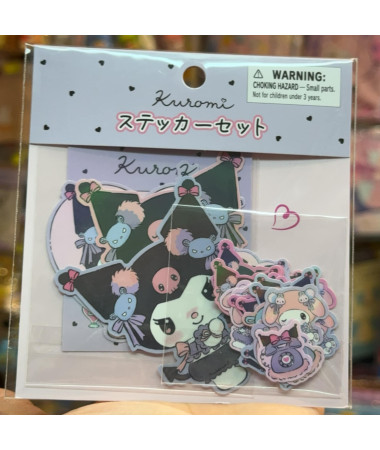 WARNING:
CHOKING HAZARD — Small parts.
Not for children under 3 years.
Kuromi
ステッカーセット
Kuromi